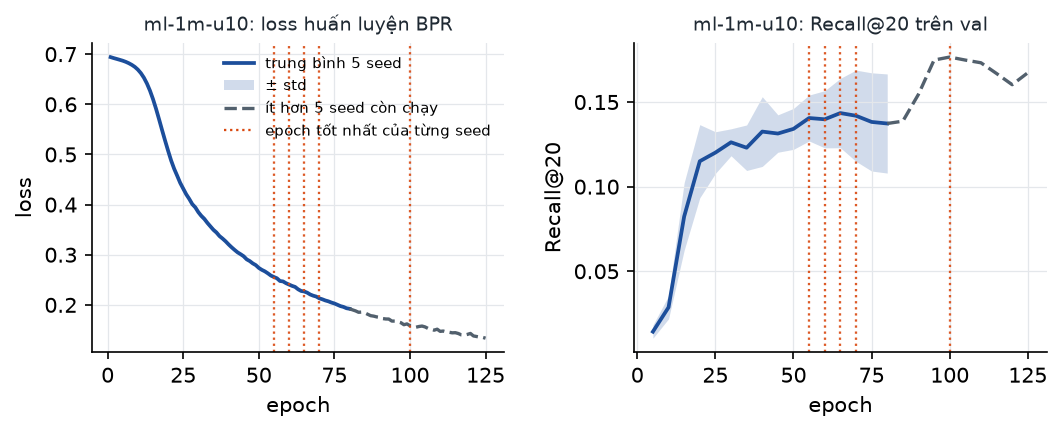 ml-1m-u10: loss huấn luyện BPR
loss
0.7
0.6
0.5
0.4
0.3
0.2
0
25
50
75
100
125
epoch
trung bình 5 seed
± std
ít hơn 5 seed còn chạy
epoch tốt nhất của từng seed
ml-1m-u10: Recall@20 trên val
Recall@20
0.15
0.10
0.05
0
25
50
75
100
125
epoch